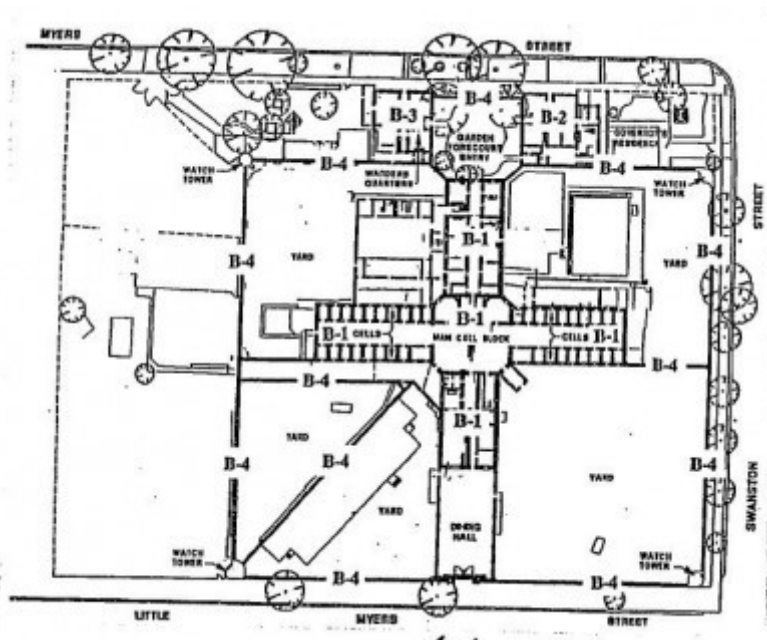 MYERS STREET
B-4
B-3
B-2
GARDEN
FORECOURT
ENTRY
GOVERNOR'S
RESIDENCE
WATCH
TOWER
B-4
WARDERS
QUARTERS
B-4
WATCH
TOWER
STREET
B-1
B-4
YARD
YARD
B-4
B-1
B-1 CELLS
MAIN CELL BLOCK
CELLS B-1
B-4
B-4
B-1
YARD
B-4
B-4
YARD
YARD
B-4
SWANSTON
DINING
HALL
WATCH
TOWER
WATCH
TOWER
B-4
B-4
LITTLE MYERS STREET